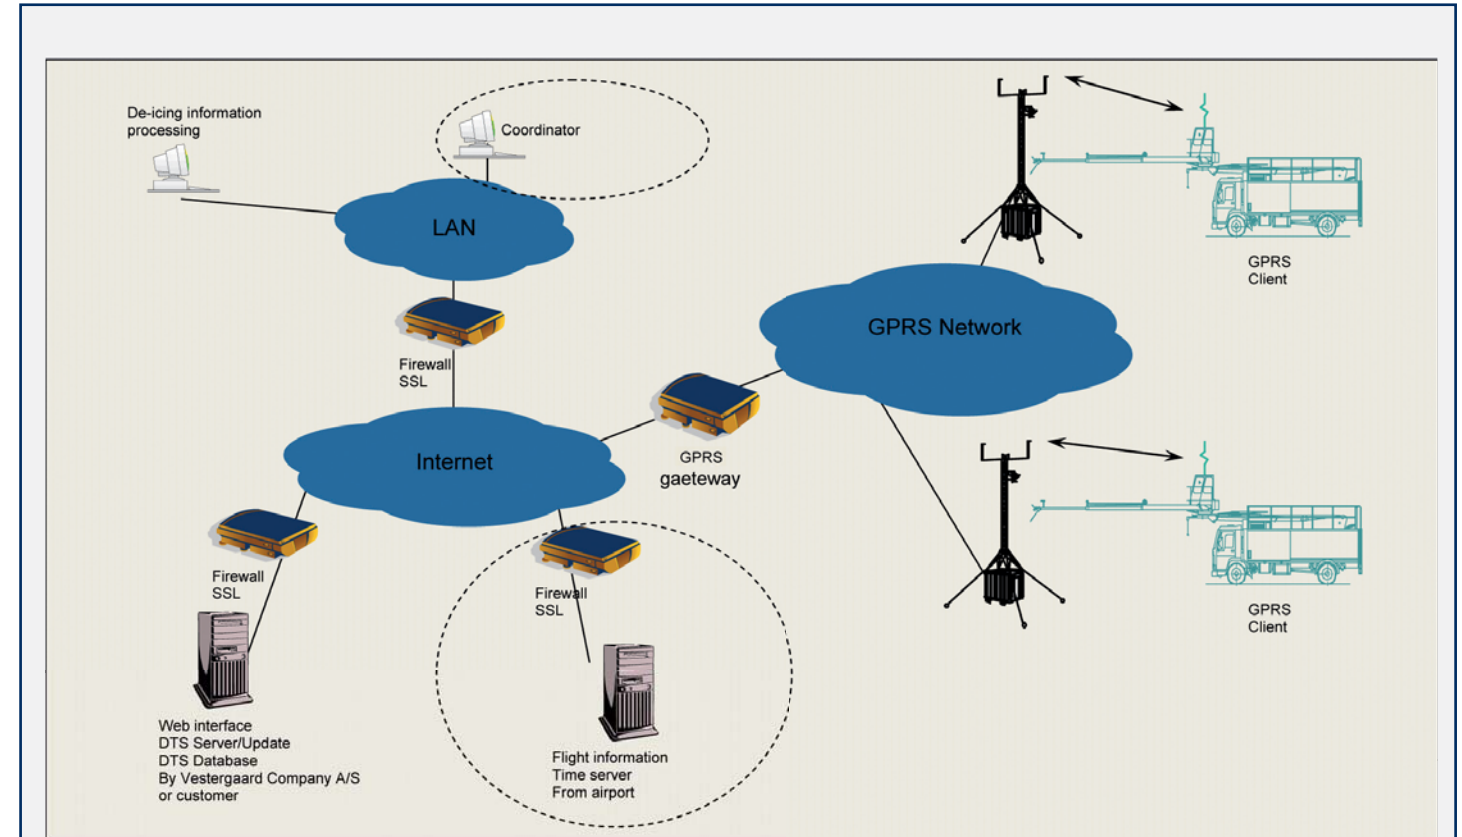 De-icing information
processing
Coordinator
LAN
GPRS
Client
GPRS Network
Firewall
SSL
Internet
GPRS
gaeteway
Firewall
SSL
Firewall
SSL
GPRS
Client
Web interface
DTS Server/Update
DTS Database
By Vestergaard Company A/S
or customer
Flight information
Time server
From airport